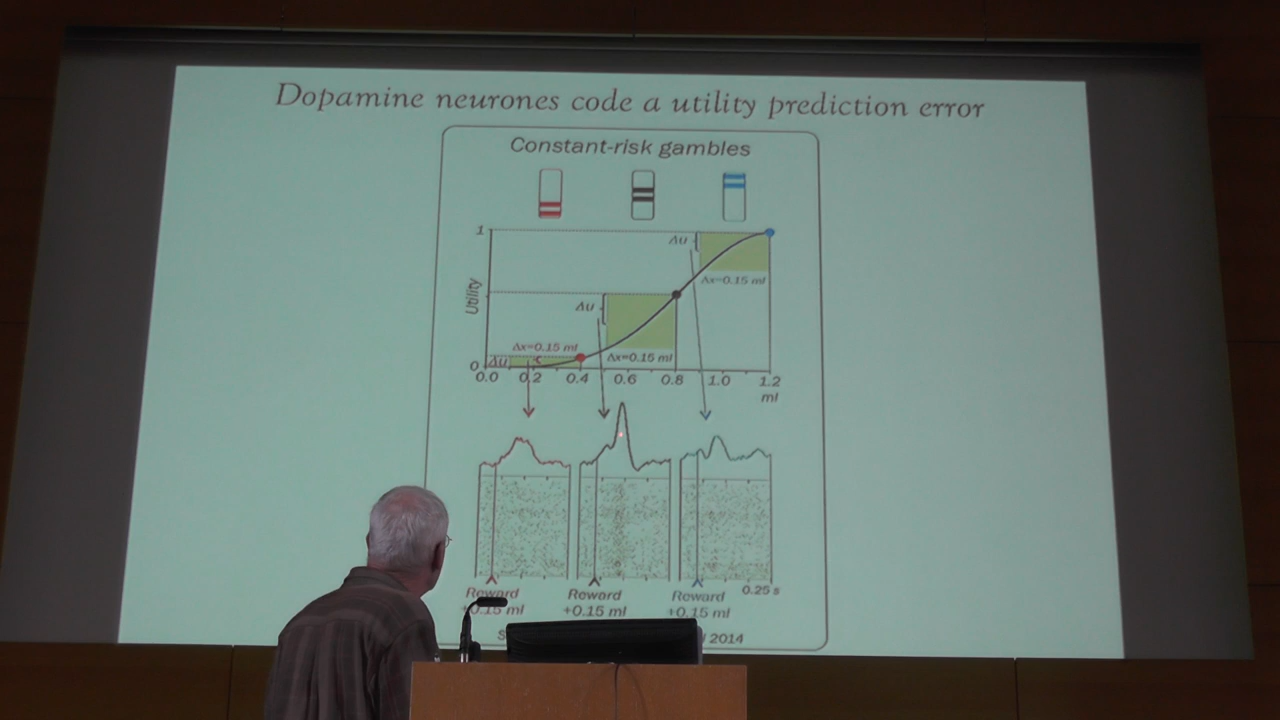 Dopamine neurones code a utility prediction error
Constant-risk gambles
1
Δu
Δx=0.15 ml
Utility
Δu
Δx=0.15 ml
Δx=0.15 ml
Δu
0
0.0 0.2 0.4 0.6 0.8 1.0 1.2
ml
0.25 s
Reward Reward Reward
+0.15 ml +0.15 ml +0.15 ml
2014